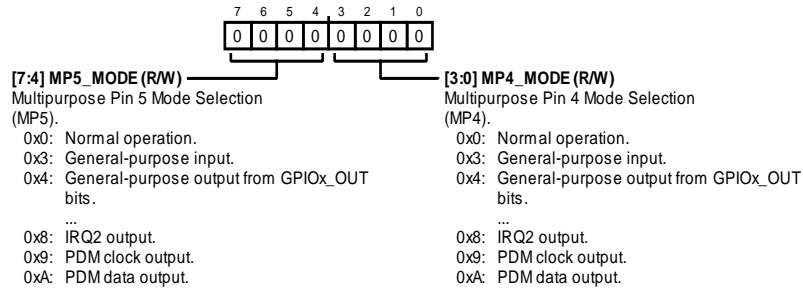 7 6 5 4 3 2 1 0
0 0 0 0 0 0 0 0
[7:4] MP5_MODE (R/W)
Multipurpose Pin 5 Mode Selection
(MP5).
0x0: Normal operation.
0x3: General-purpose input.
0x4: General-purpose output from GPIOx_OUT
bits.
...
0x8: IRQ2 output.
0x9: PDM clock output.
0xA: PDM data output.
[3:0] MP4_MODE (R/W)
Multipurpose Pin 4 Mode Selection
(MP4).
0x0: Normal operation.
0x3: General-purpose input.
0x4: General-purpose output from GPIOx_OUT
bits.
...
0x8: IRQ2 output.
0x9: PDM clock output.
0xA: PDM data output.